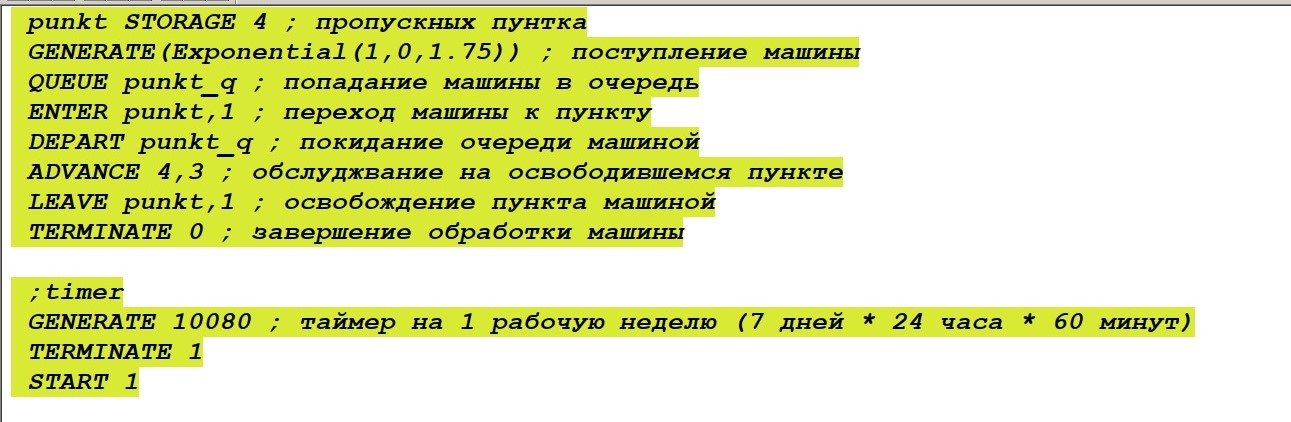 punkt STORAGE 4 ; пропускных пунтка
GENERATE(Exponential(1,0,1.75)) ; поступление машины
QUEUE punkt_q ; попадание машины в очередь
ENTER punkt,1 ; переход машины к пункту
DEPART punkt_q ; покидание очереди машиной
ADVANCE 4,3 ; обслуджвание на освободившемся пункте
LEAVE punkt,1 ; освобождение пункта машиной
TERMINATE 0 ; завершение обработки машины
;timer
GENERATE 10080 ; таймер на 1 рабочую неделю (7 дней * 24 часа * 60 минут)
TERMINATE 1
START 1